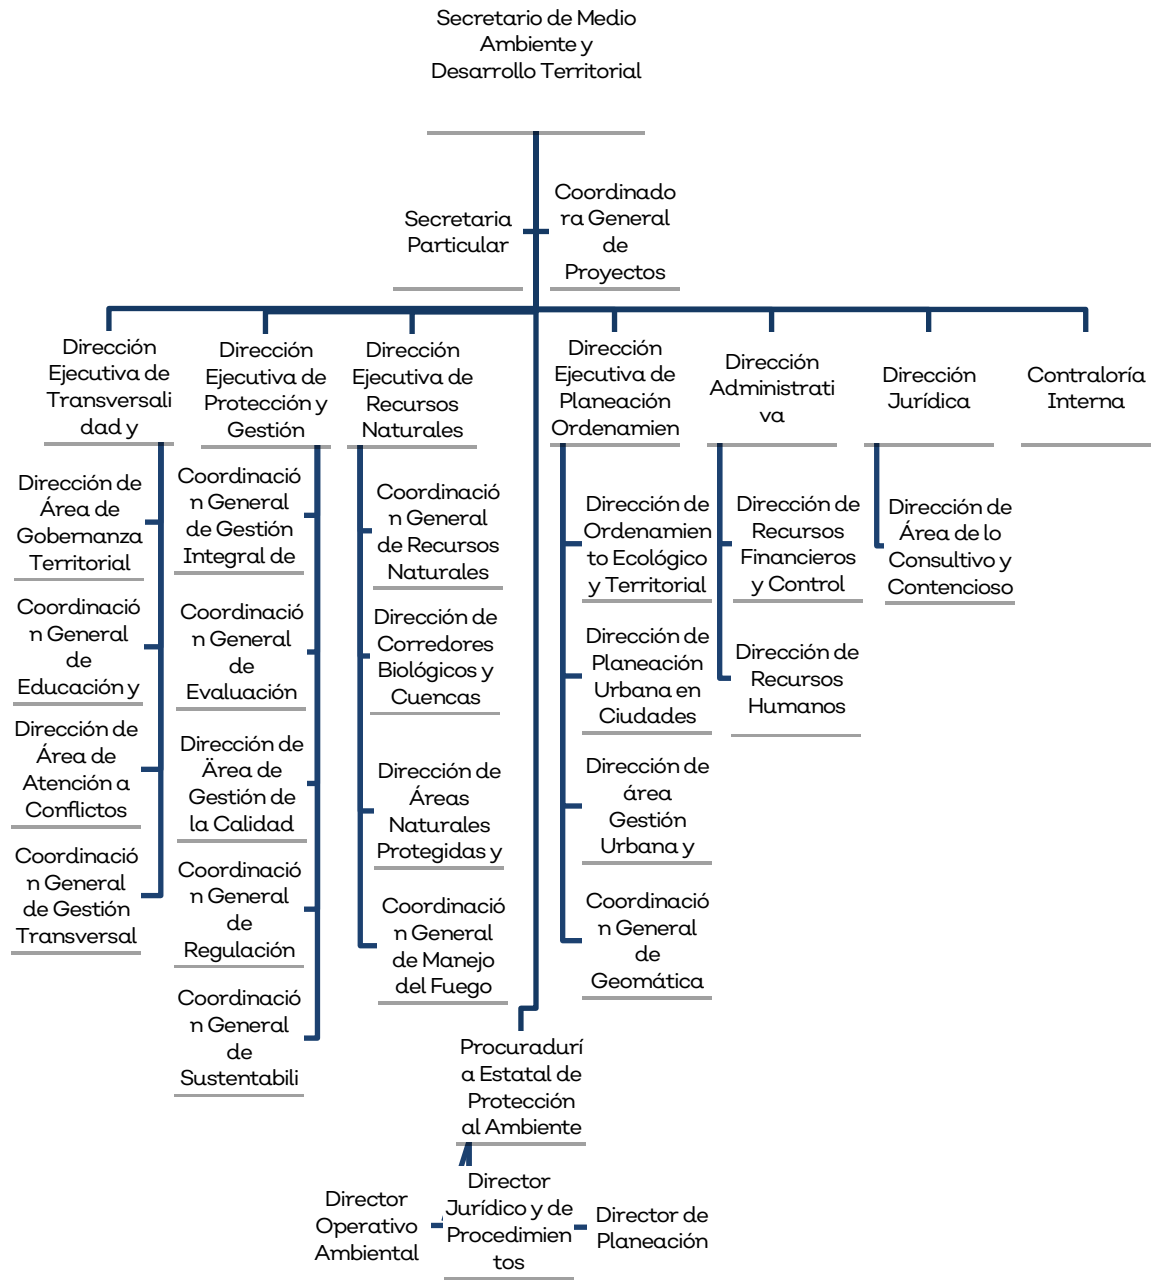 Secretario de Medio
Ambiente y
Desarrollo Territorial
Secretaria
Particular
Coordinado
ra General
de
Proyectos
Dirección
Ejecutiva de
Transversali
dad y
Dirección
Ejecutiva de
Protección y
Gestión
Dirección
Ejecutiva de
Recursos
Naturales
Dirección
Ejecutiva de
Planeación
Ordenamien
Dirección
Administrati
va
Dirección
Jurídica
Contraloría
Interna
Dirección de
Área de
Gobernanza
Territorial
Coordinació
n General
de
Educación y
Dirección de
Área de
Atención a
Conflictos
Coordinació
n General
de Gestión
Transversal
Coordinació
n General
de Gestión
Integral de
Coordinació
n General
de
Evaluación
Dirección de
Ärea de
Gestión de
la Calidad
Coordinació
n General
de
Regulación
Coordinació
n General
de
Sustentabili
Coordinació
n General
de Recursos
Naturales
Dirección de
Corredores
Biológicos y
Cuencas
Dirección de
Áreas
Naturales
Protegidas y
Coordinació
n General
de Manejo
del Fuego
Dirección de
Ordenamien
to Ecológico
y Territorial
Dirección de
Planeación
Urbana en
Ciudades
Dirección de
área
Gestión
Urbana y
Coordinació
n General
de
Geomática
Dirección de
Recursos
Financieros
y Control
Dirección de
Recursos
Humanos
Dirección de
Área de lo
Consultivo y
Contencioso
Procuradurí
a Estatal de
Protección
al Ambiente
Director
Operativo
Ambiental
Director
Jurídico y de
Procedimien
tos
Director de
Planeación